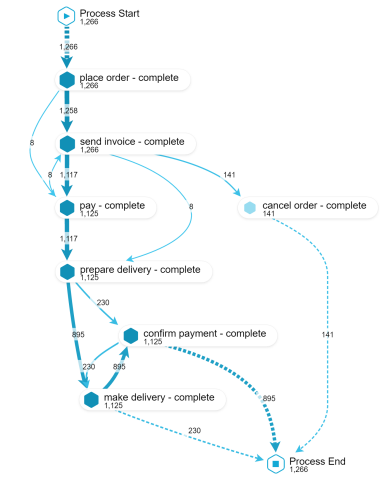 Process Start
1,266
1,266
place order - complete
1,266
1,258
send invoice - complete
1,266
8
8
1,117
141
pay - complete
1,125
8
cancel order - complete
141
1,117
prepare delivery - complete
1,125
230
895
confirm payment - complete
1,125
141
230
895
make delivery - complete
1,125
895
230
Process End
1,266